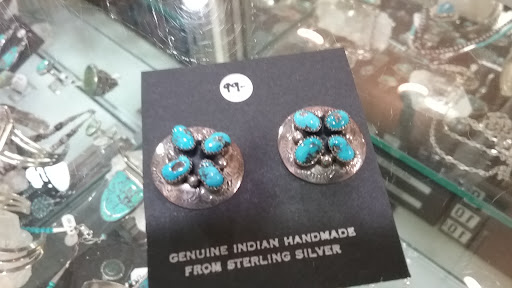 99-
GENUINE INDIAN HANDMADE
FROM STERLING SILVER